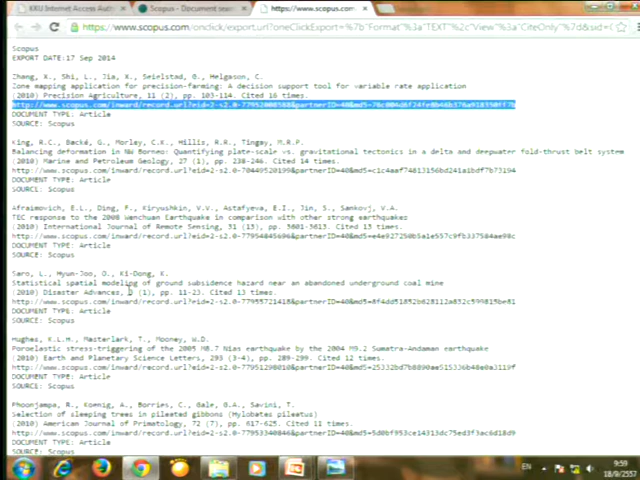 KKU Internet Access Auth
Scopus - Document sear
https://www.scopus.com
https://www.scopus.com/onclick/export.url?oneClickExport=%7b"Format"%3a"TEXT"%2c"View"%3a"CiteOnly"%7d&sid=
Scopus
EXPORT DATE:17 Sep 2014
Zhang, X., Shi, L., Jia, X., Seielstad, G., Helgason, C.
Zone mapping application for precision-farming: A decision support tool for variable rate application
(2010) Precision Agriculture, 11 (2), pp. 103-114. Cited 16 times.
DOCUMENT TYPE: Article
SOURCE: Scopus
King, R.C., Backé, G., Morley, C.K., Hillis, R.R., Tingay, M.R.P.
Balancing deformation in NW Borneo: Quantifying plate-scale vs. gravitational tectonics in a delta and deepwater fold-thrust belt system
(2010) Marine and Petroleum Geology, 27 (1), pp. 238-246. Cited 14 times.
DOCUMENT TYPE: Article
SOURCE: Scopus
Afraimovich, E.L., Ding, F., Kiryushkin, V.V., Astafyeva, E.I., Jin, S., Sankovj, V.A.
TEC response to the 2008 Wenchuan Earthquake in comparison with other strong earthquakes
(2010) International Journal of Remote Sensing, 31 (13), pp. 3601-3613. Cited 13 times.
DOCUMENT TYPE: Article
SOURCE: Scopus
Saro, L., Hyun-Joo, O., Ki-Dong, K.
Statistical spatial modeling of ground subsidence hazard near an abandoned underground coal mine
(2010) Disaster Advances, 3 (1), pp. 11-23. Cited 13 times.
DOCUMENT TYPE: Article
SOURCE: Scopus
Hughes, K.L.H., Masterlark, T., Mooney, W.D.
Poroelastic stress-triggering of the 2005 M8.7 Nias earthquake by the 2004 M9.2 Sumatra-Andaman earthquake
(2010) Earth and Planetary Science Letters, 293 (3-4), pp. 289-299. Cited 12 times.
DOCUMENT TYPE: Article
SOURCE: Scopus
Phoonjampa, R., Koenig, A., Borries, C., Gale, G.A., Savini, T.
Selection of sleeping trees in pileated gibbons (Hylobates pileatus)
(2010) American Journal of Primatology, 72 (7), pp. 617-625. Cited 11 times.
DOCUMENT TYPE: Article
SOURCE: Scopus
EN
9:59
18/9/2557